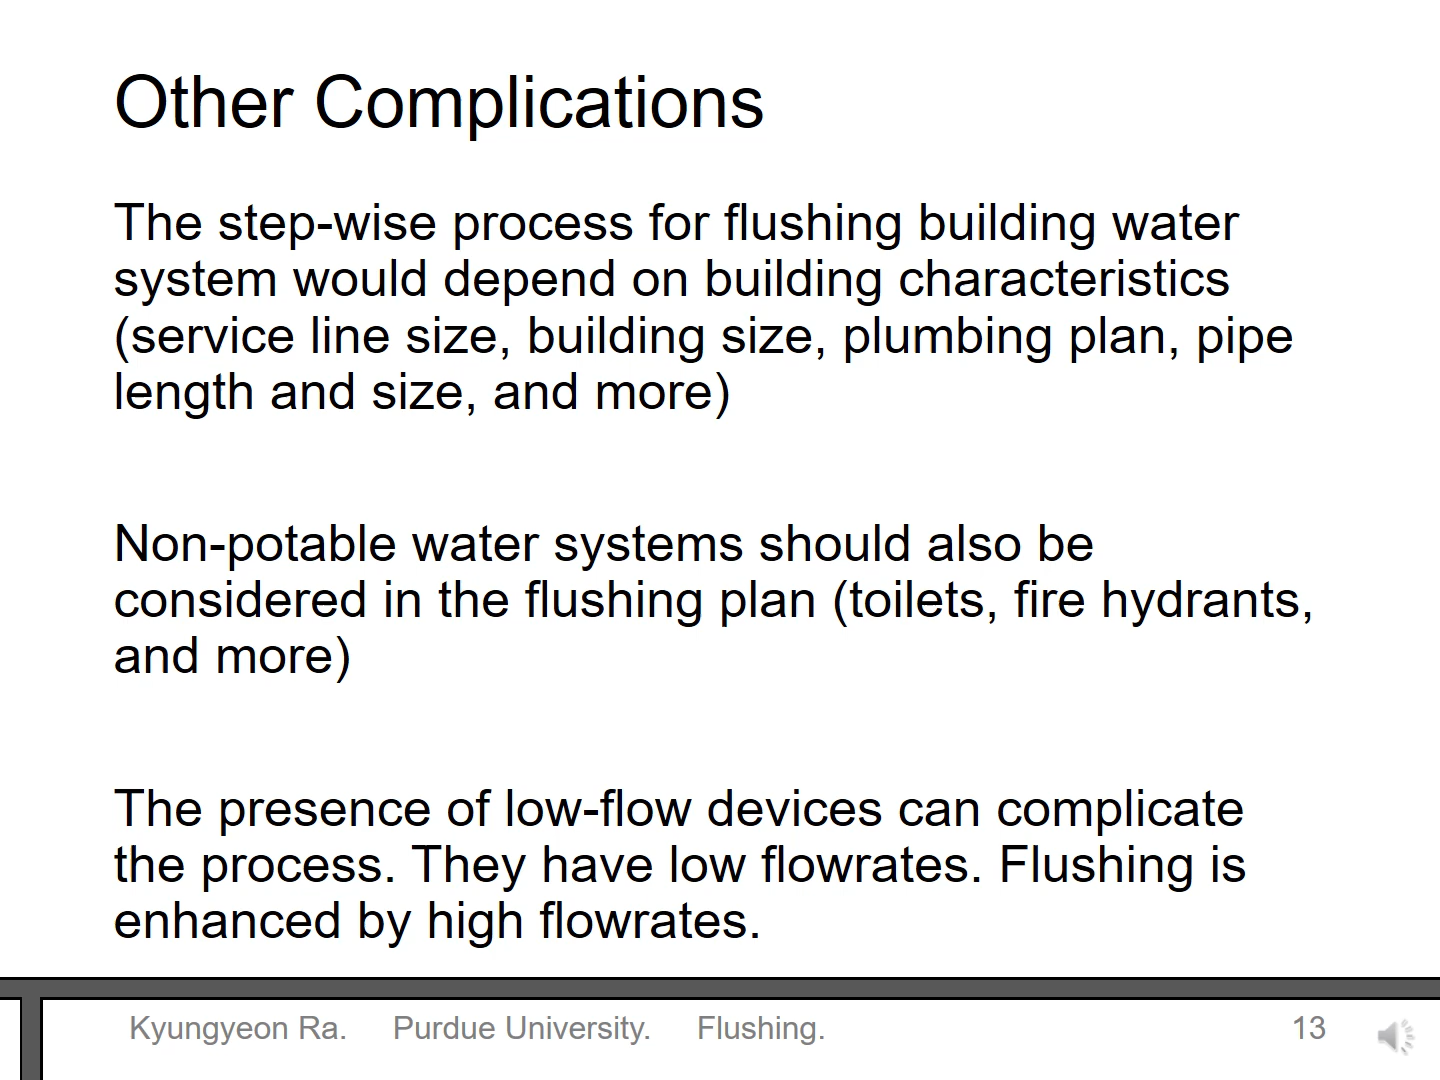 Other Complications
The step-wise process for flushing building water
system would depend on building characteristics
(service line size, building size, plumbing plan, pipe
length and size, and more)
Non-potable water systems should also be
considered in the flushing plan (toilets, fire hydrants,
and more)
The presence of low-flow devices can complicate
the process. They have low flowrates. Flushing is
enhanced by high flowrates.
Kyungyeon Ra. Purdue University. Flushing. 13